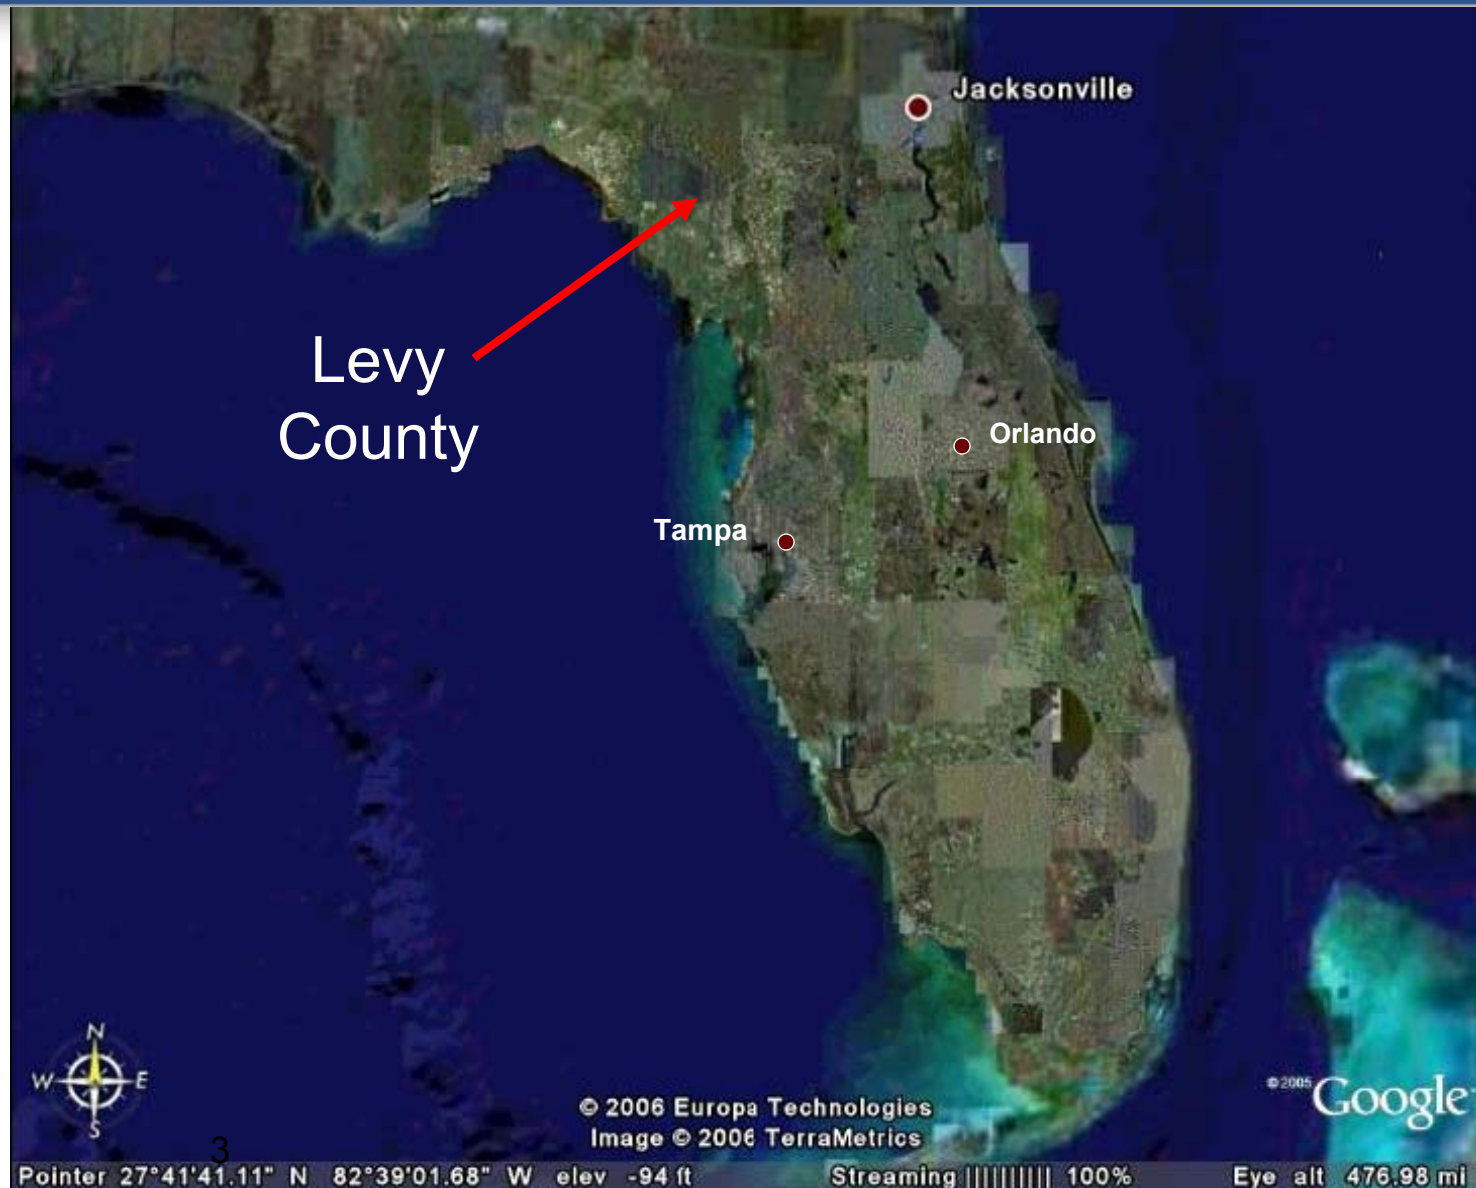 Jacksonville
Levy
County
Orlando
Tampa
N
W E
S
© 2006 Europa Technologies
Image © 2006 TerraMetrics
©2005 Google
3
Pointer 27°41'41.11" N 82°39'01.68" W elev -94 ft Streaming |||||||||| 100% Eye alt 476.98 mi